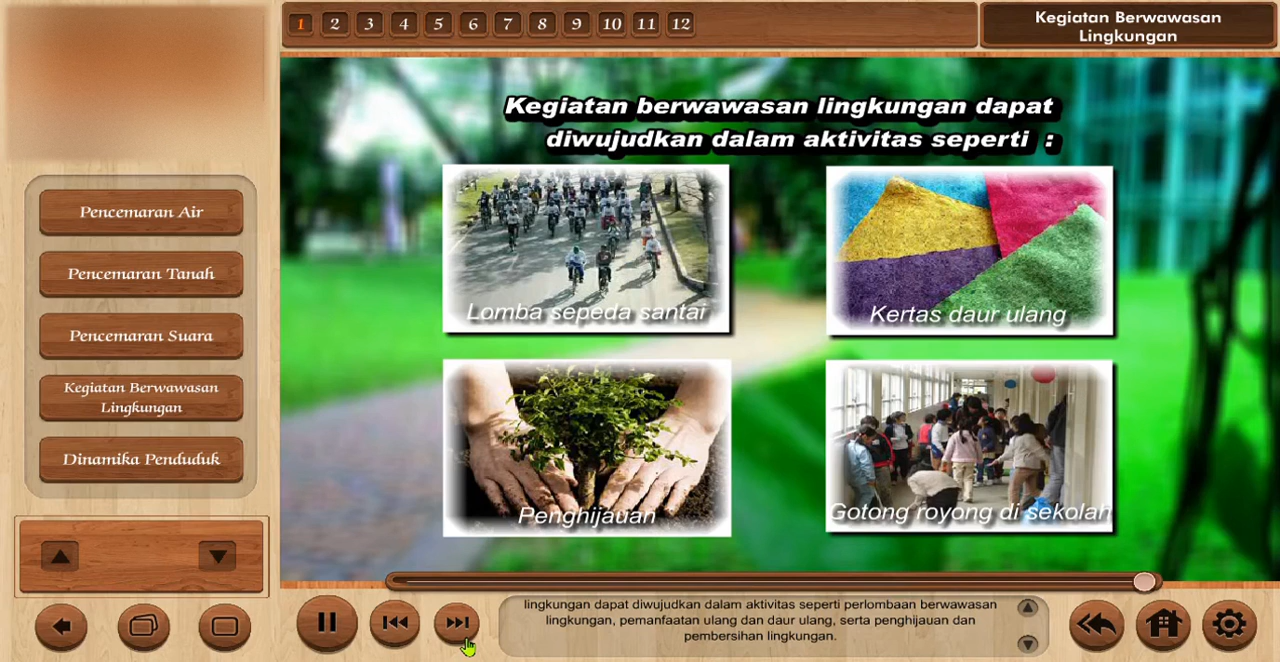 1 2 3 4 5 6 7 8 9 10 11 12
Kegiatan Berwawasan
Lingkungan
Pencemaran Air
Pencemaran Tanah
Pencemaran Suara
Kegiatan Berwawasan
Lingkungan
Dinamika Penduduk
Kegiatan berwawasan lingkungan dapat
diwujudkan dalam aktivitas seperti :
Lomba sepeda santai
Kertas daur ulang
Penghijauan
Gotong royong di sekolah
lingkungan dapat diwujudkan dalam aktivitas seperti perlombaan berwawasan
lingkungan, pemanfaatan ulang dan daur ulang, serta penghijauan dan
pembersihan lingkungan.